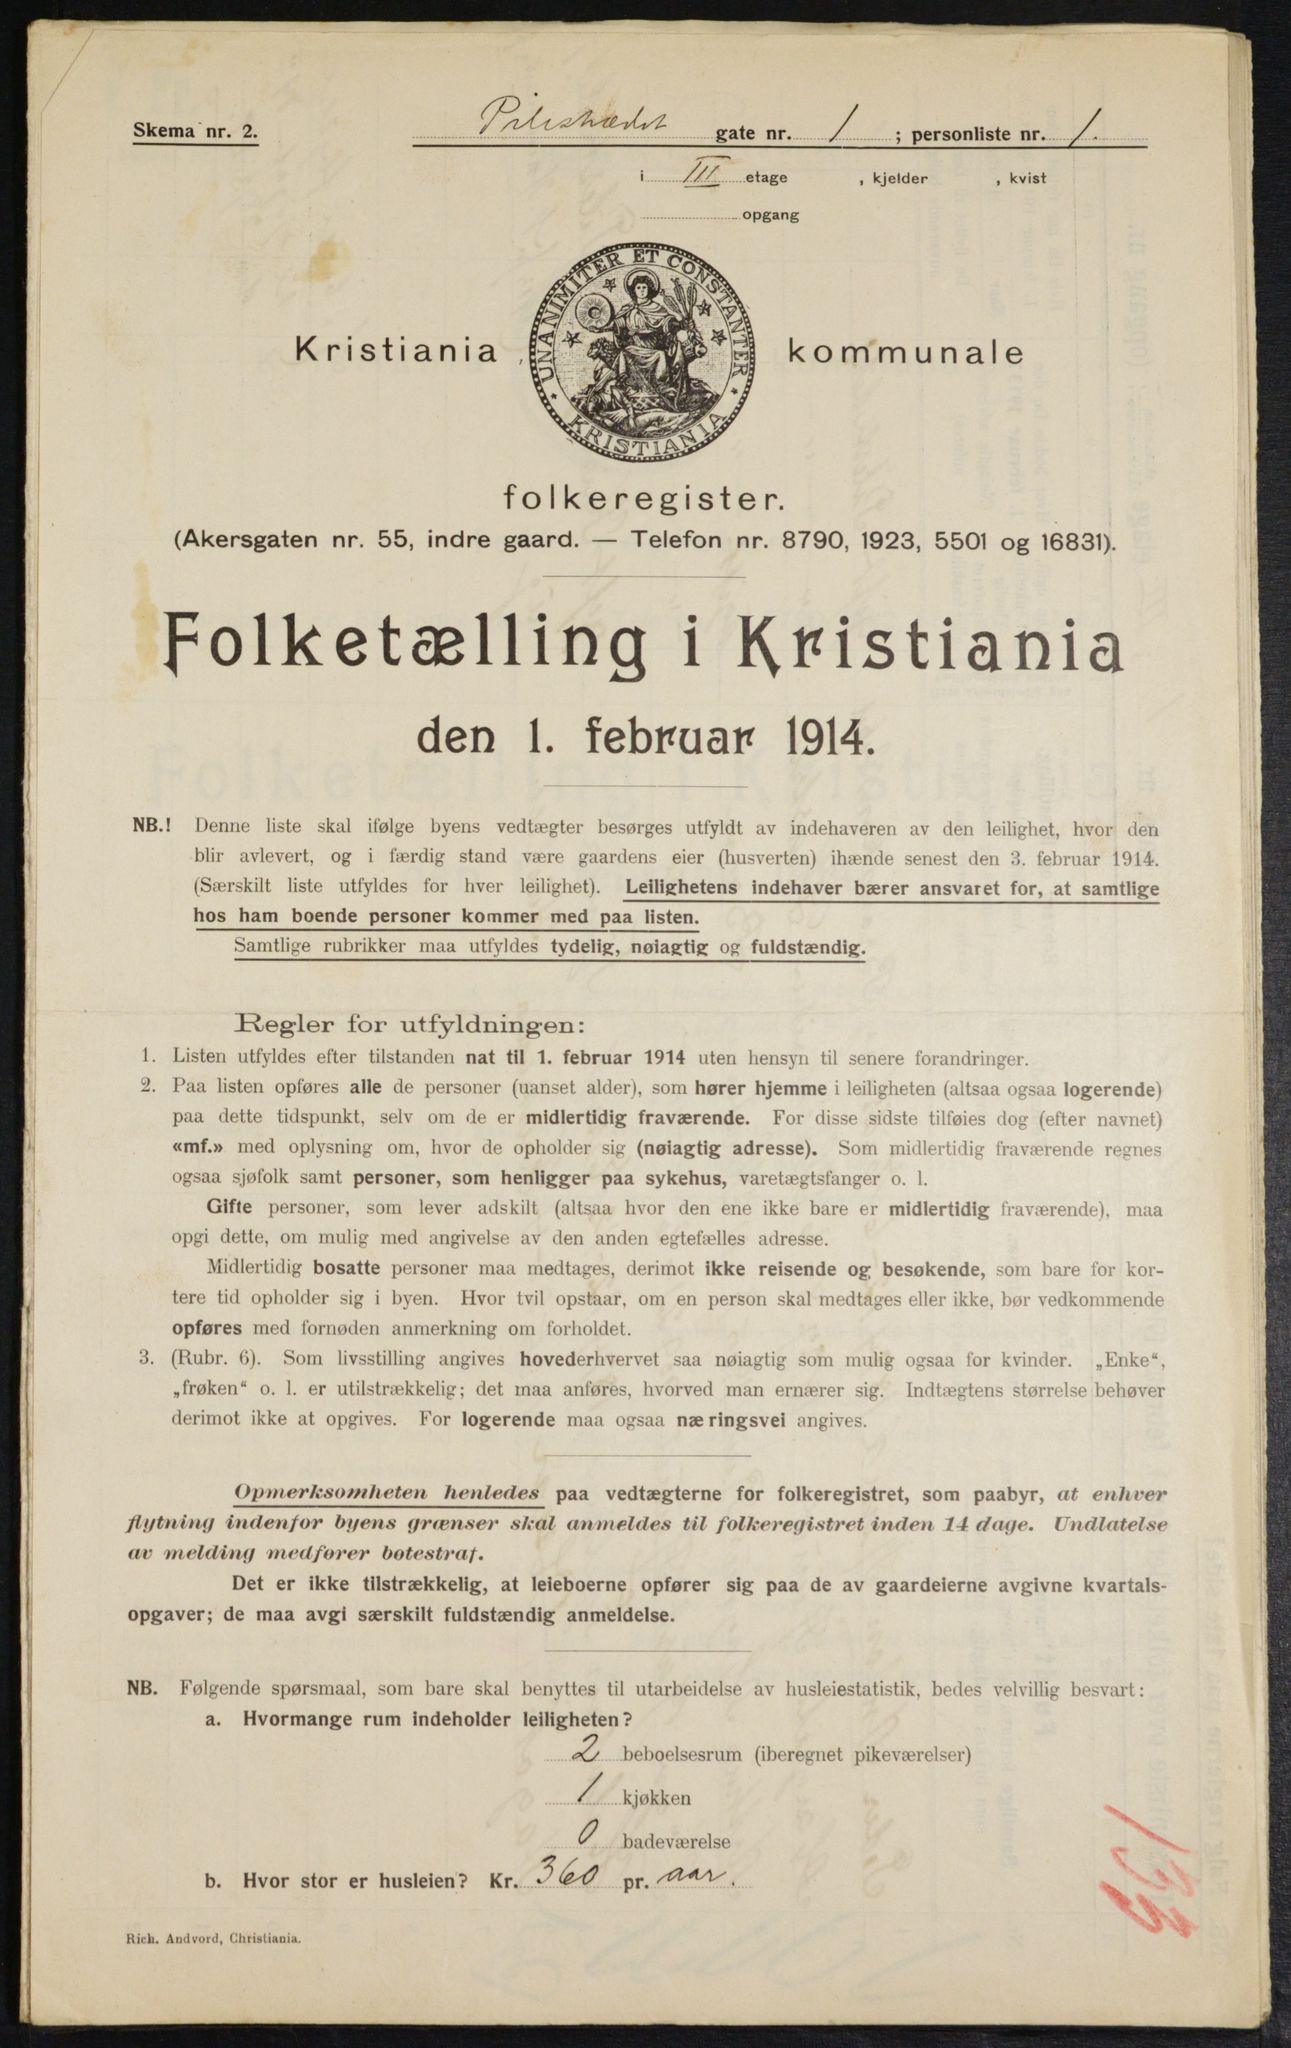 Skema nr. 2.
Pilestrædet gate nr. 1 ; personliste nr. 1.
i III etage , kjelder , kvist
opgang
UNANIMITER ET CONSTANTER
KRISTIANIA
Kristiania kommunale
folkeregister.
(Akersgaten nr. 55, indre gaard. — Telefon nr. 8790, 1923, 5501 og 16831).
Folketælling i Kristiania
den 1. februar 1914.
NB.! Denne liste skal ifølge byens vedtægter besørges utfyldt av indehaveren av den leilighet, hvor den
blir avlevert, og i færdig stand være gaardens eier (husverten) ihænde senest den 3. februar 1914.
(Særskilt liste utfyldes for hver leilighet). Leilighetens indehaver bærer ansvaret for, at samtlige
hos ham boende personer kommer med paa listen.
Samtlige rubrikker maa utfyldes tydelig, nøiagtig og fuldstændig.
Regler for utfyldningen:
1. Listen utfyldes efter tilstanden nat til 1. februar 1914 uten hensyn til senere forandringer.
2. Paa listen opføres alle de personer (uanset alder), som hører hjemme i leiligheten (altsaa ogsaa logerende)
paa dette tidspunkt, selv om de er midlertidig fraværende. For disse sidste tilføies dog (efter navnet)
«mf.» med oplysning om, hvor de opholder sig (nøiagtig adresse). Som midlertidig fraværende regnes
ogsaa sjøfolk samt personer, som henligger paa sykehus, varetægtsfanger o. l.
Gifte personer, som lever adskilt (altsaa hvor den ene ikke bare er midlertidig fraværende), maa
opgi dette, om mulig med angivelse av den anden egtefælles adresse.
Midlertidig bosatte personer maa medtages, derimot ikke reisende og besøkende, som bare for kor-
tere tid opholder sig i byen. Hvor tvil opstaar, om en person skal medtages eller ikke, bør vedkommende
opføres med fornøden anmerkning om forholdet.
3. (Rubr. 6). Som livsstilling angives hovederhvervet saa nøiagtig som mulig ogsaa for kvinder. „Enke“,
„frøken“ o. l. er utilstrækkelig; det maa anføres, hvorved man ernærer sig. Indtægtens størrelse behøver
derimot ikke at opgives. For logerende maa ogsaa næringsvei angives.
Opmerksomheten henledes paa vedtægterne for folkeregistret, som paabyr, at enhver
flytning indenfor byens grænser skal anmeldes til folkeregistret inden 14 dage. Undlatelse
av melding medfører bøtestraf.
Det er ikke tilstrækkelig, at leieboerne opfører sig paa de av gaardeierne avgivne kvartals-
opgaver; de maa avgi særskilt fuldstændig anmeldelse.
NB. Følgende spørsmaal, som bare skal benyttes til utarbeidelse av husleiestatistik, bedes velvillig besvart:
a. Hvormange rum indeholder leiligheten?
2 beboelsesrum (iberegnet pikeværelser)
1 kjøkken
0 badeværelse
b. Hvor stor er husleien? Kr. 360 pr. aar.
Rich. Andvord, Christiania.